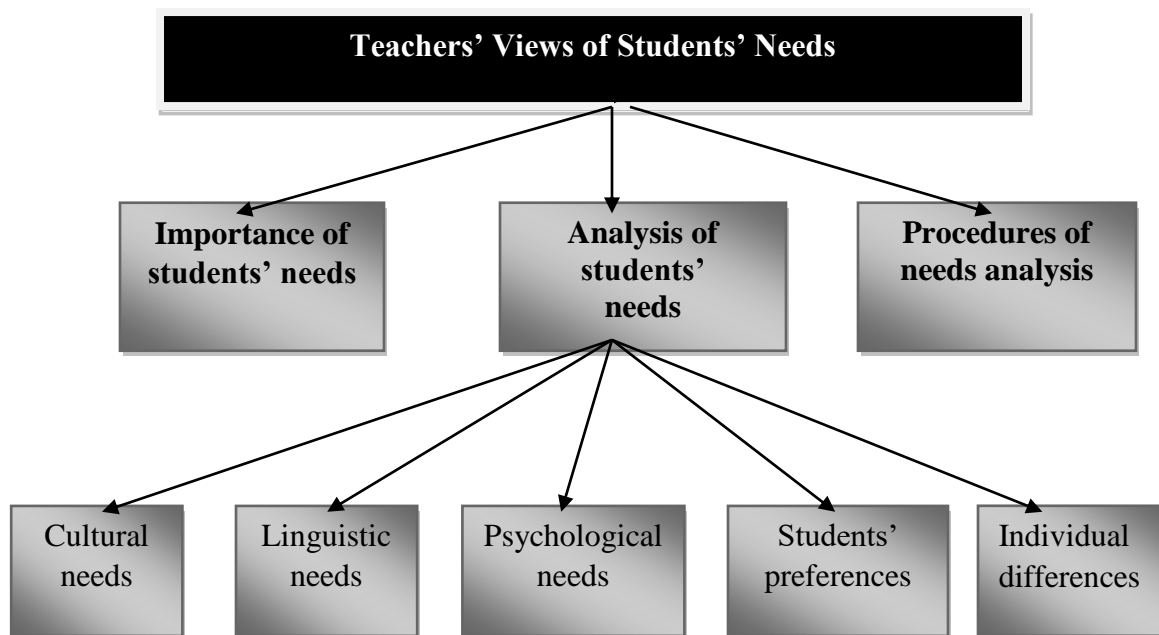 Teachers’ Views of Students’ Needs
Importance of
students’ needs
Analysis of
students’
needs
Procedures of
needs analysis
Cultural
needs
Linguistic
needs
Psychological
needs
Students’
preferences
Individual
differences